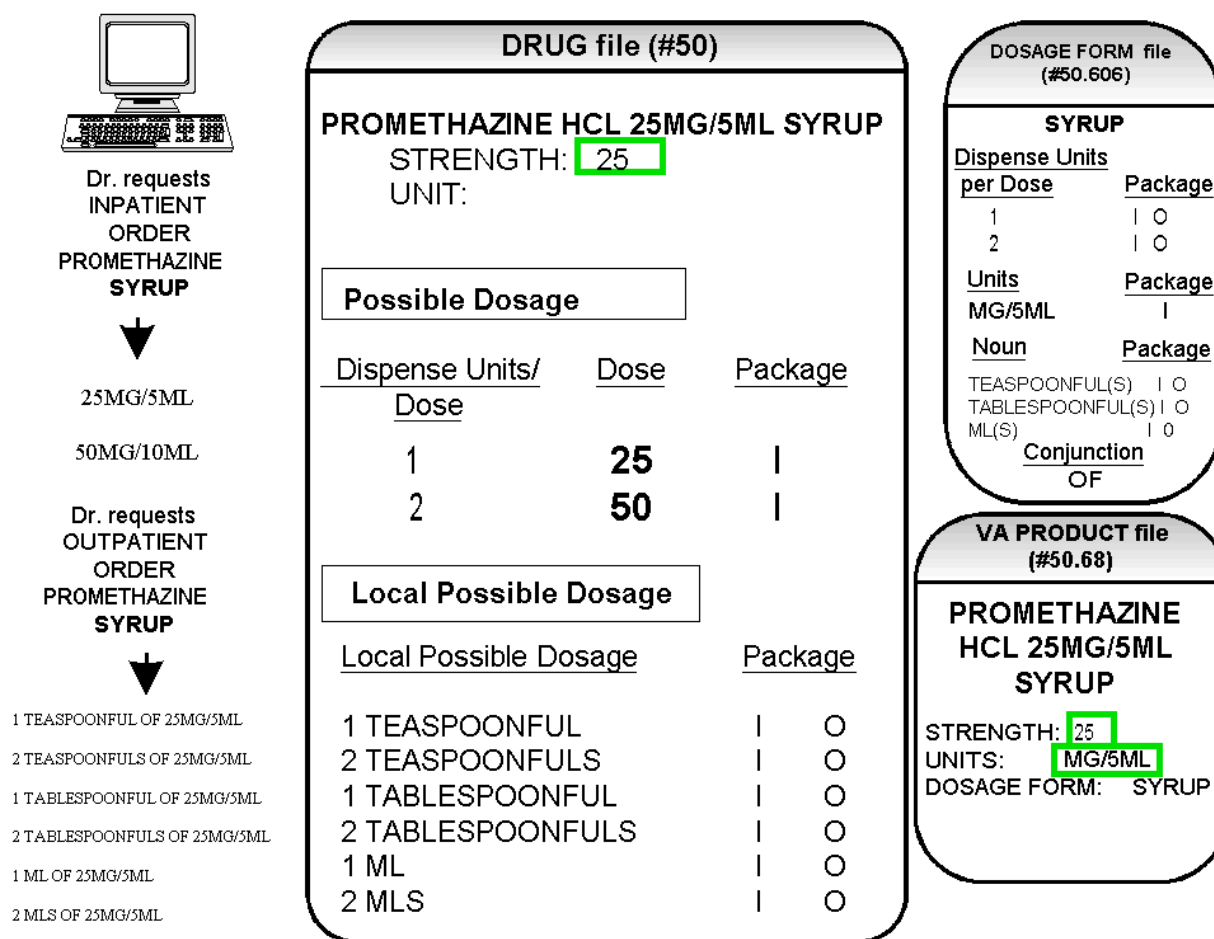 Dr. requests
INPATIENT
ORDER
PROMETHAZINE
SYRUP
25MG/5ML
50MG/10ML
Dr. requests
OUTPATIENT
ORDER
PROMETHAZINE
SYRUP
1 TEASPOONFUL OF 25MG/5ML
2 TEASPOONFULS OF 25MG/5ML
1 TABLESPOONFUL OF 25MG/5ML
2 TABLESPOONFULS OF 25MG/5ML
1 ML OF 25MG/5ML
2 MLS OF 25MG/5ML
DRUG file (#50)
PROMETHAZINE HCL 25MG/5ML SYRUP
STRENGTH: 25
UNIT:
Possible Dosage
Dispense Units/ Dose Package
Dose
1 25 I
2 50 I
Local Possible Dosage
Local Possible Dosage Package
1 TEASPOONFUL I O
2 TEASPOONFULS I O
1 TABLESPOONFUL I O
2 TABLESPOONFULS I O
1 ML I O
2 MLS I O
DOSAGE FORM file
(#50.606)
SYRUP
Dispense Units
per Dose Package
1 I O
2 I O
Units Package
MG/5ML I
Noun Package
TEASPOONFUL(S) I O
TABLESPOONFUL(S) I O
ML(S) I 0
Conjunction
OF
VA PRODUCT file
(#50.68)
PROMETHAZINE
HCL 25MG/5ML
SYRUP
STRENGTH: 25
UNITS: MG/5ML
DOSAGE FORM: SYRUP